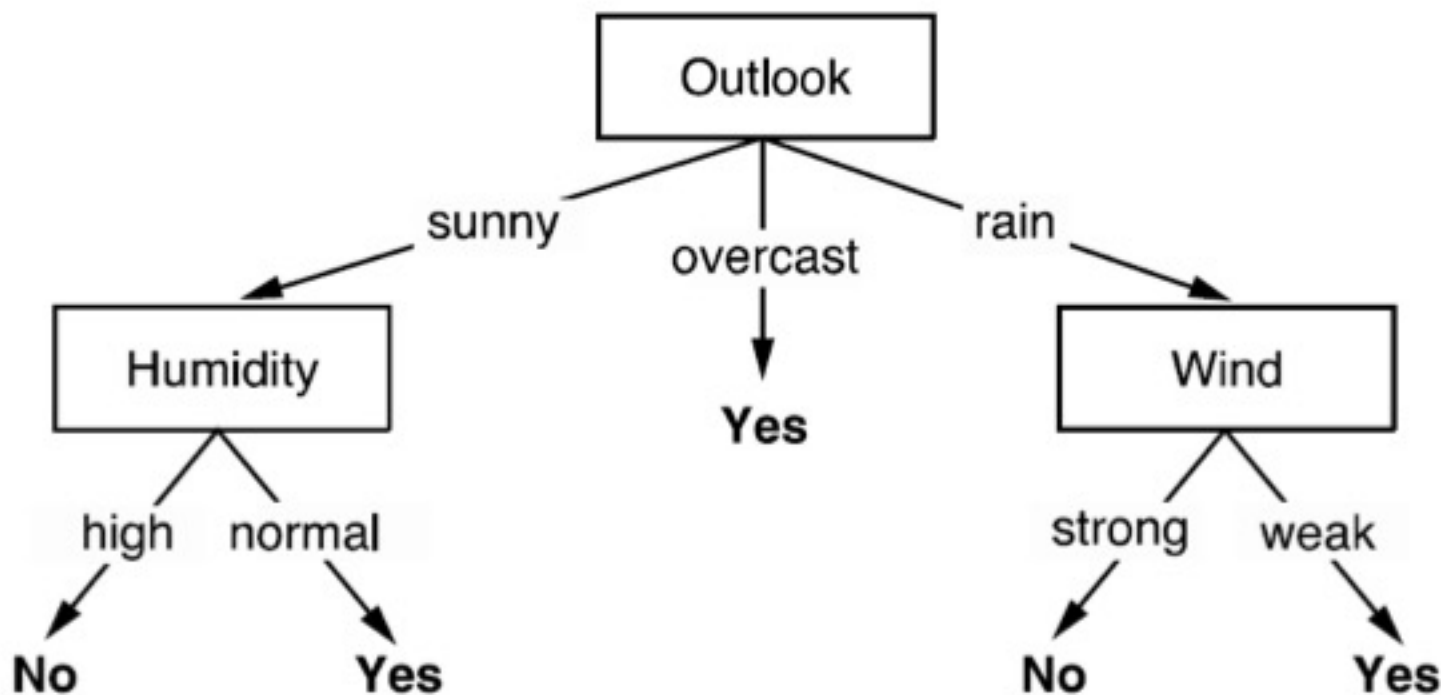 Outlook
sunny
overcast
rain
Humidity
Wind
Yes
high
normal
strong
weak
No
Yes
No
Yes